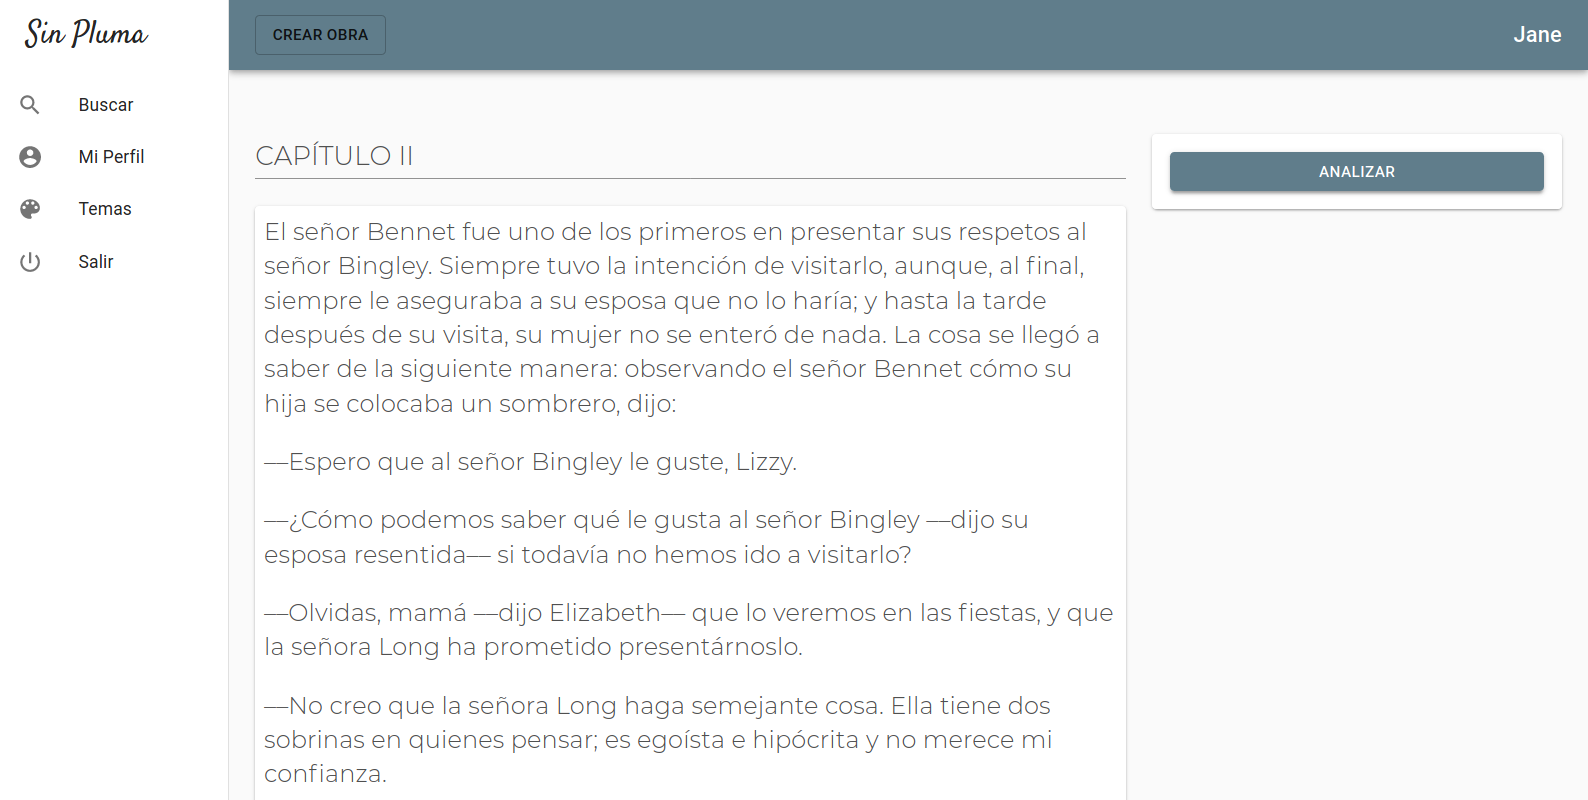 Sin Pluma
CREAR OBRA
Jane
Buscar
Mi Perfil
Temas
Salir
CAPÍTULO II
ANALIZAR
El señor Bennet fue uno de los primeros en presentar sus respetos al
señor Bingley. Siempre tuvo la intención de visitarlo, aunque, al final,
siempre le aseguraba a su esposa que no lo haría; y hasta la tarde
después de su visita, su mujer no se enteró de nada. La cosa se llegó a
saber de la siguiente manera: observando el señor Bennet cómo su
hija se colocaba un sombrero, dijo:
––Espero que al señor Bingley le guste, Lizzy.
––¿Cómo podemos saber qué le gusta al señor Bingley ––dijo su
esposa resentida–– si todavía no hemos ido a visitarlo?
––Olvidas, mamá ––dijo Elizabeth–– que lo veremos en las fiestas, y que
la señora Long ha prometido presentárnoslo.
––No creo que la señora Long haga semejante cosa. Ella tiene dos
sobrinas en quienes pensar; es egoísta e hipócrita y no merece mi
confianza.